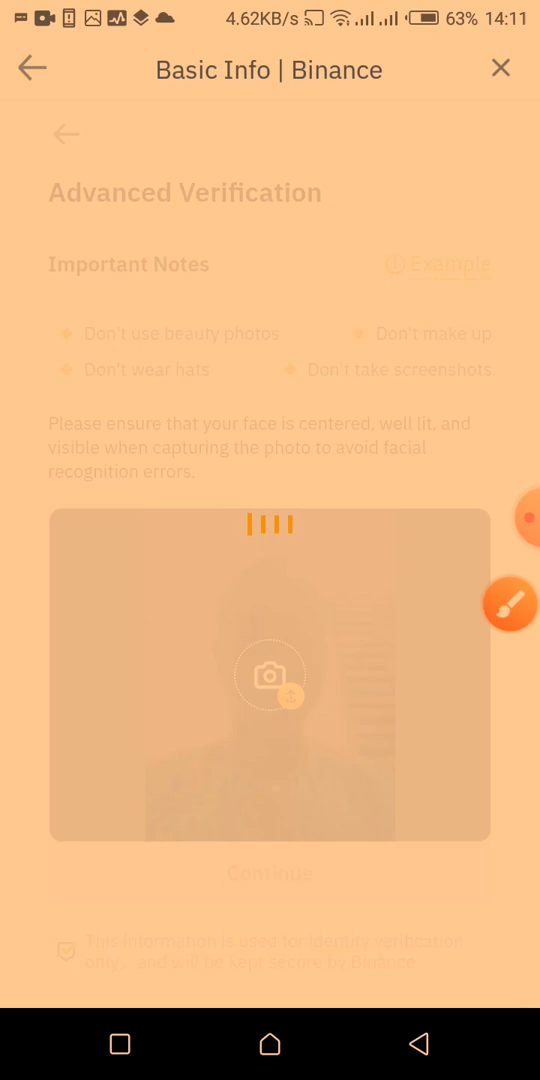 4.62KB/s 63% 14:11
Basic Info | Binance
Advanced Verification
Important Notes Example
Don't use beauty photos Don't make up
Don't wear hats Don't take screenshots
Please ensure that your face is centered, well lit, and
visible when capturing the photo to avoid facial
recognition errors.
Continue
This information is used for identity verification
only, and will be kept secure by Binance